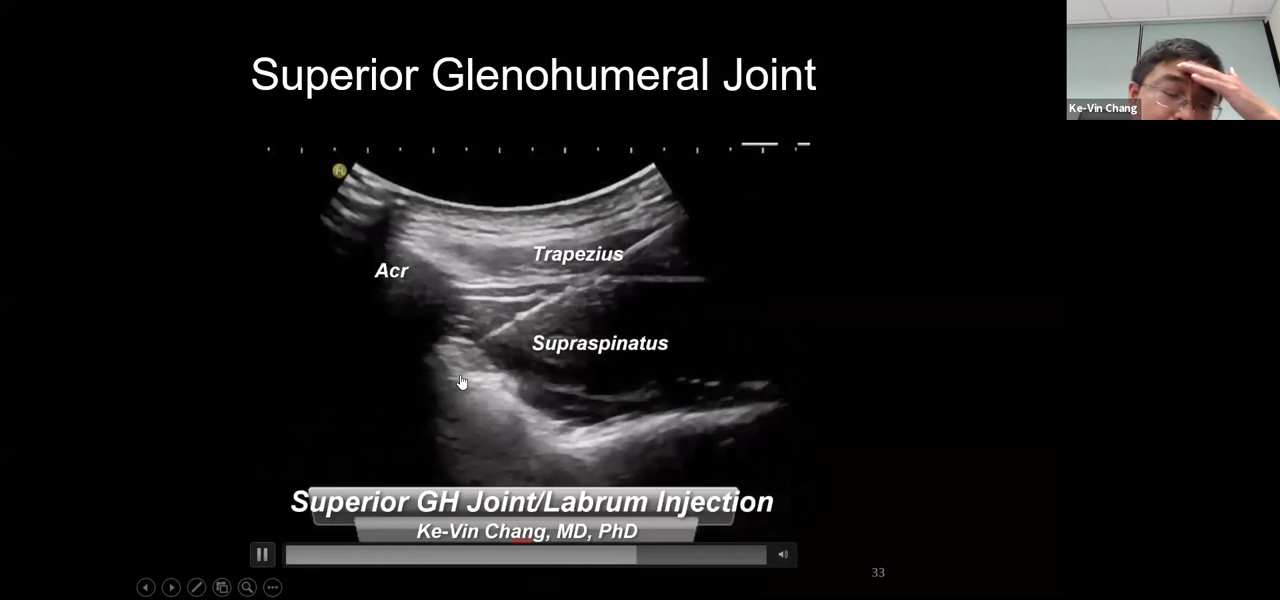 Superior Glenohumeral Joint
Ke-Vin Chang
Trapezius
Acr
Supraspinatus
Superior GH Joint/Labrum Injection
Ke-Vin Chang, MD, PhD
33